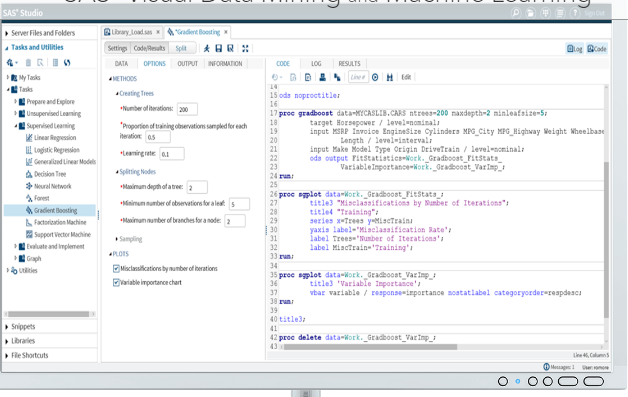 SAS® Visual Data Mining and Machine Learning
SAS® Studio
Sign Out
Server Files and Folders
Tasks and Utilities
My Tasks
Tasks
Prepare and Explore
Unsupervised Learning
Supervised Learning
Linear Regression
Logistic Regression
Generalized Linear Models
Decision Tree
Neural Network
Forest
Gradient Boosting
Factorization Machine
Support Vector Machine
Evaluate and Implement
Graph
Utilities
Snippets
Libraries
File Shortcuts
Library_Load.sas × *Gradient Boosting ×
Settings Code/Results Split
Log Code
DATA OPTIONS OUTPUT INFORMATION
METHODS
Creating Trees
*Number of iterations: 200
*Proportion of training observations sampled for each
iteration: 0.5
*Learning rate: 0.1
Splitting Nodes
*Maximum depth of a tree: 2
*Minimum number of observations for a leaf: 5
*Maximum number of branches for a node: 2
Sampling
PLOTS
Misclassifications by number of iterations
Variable importance chart
CODE LOG RESULTS
Line # Edit
14
15 ods noproctitle;
16
17 proc gradboost data=MYCASLIB.CARS ntrees=200 maxdepth=2 minleafsize=5;
18 target Horsepower / level=nominal;
19 input MSRP Invoice EngineSize Cylinders MPG_City MPG_Highway Weight Wheelbase
20 Length / level=interval;
21 input Make Model Type Origin DriveTrain / level=nominal;
22 ods output FitStatistics=Work._Gradboost_FitStats_
23 VariableImportance=Work._Gradboost_VarImp_;
24 run;
25
26 proc sgplot data=Work._Gradboost_FitStats_;
27 title3 "Misclassifications by Number of Iterations";
28 title4 "Training";
29 series x=Trees y=MiscTrain;
30 yaxis label='Misclassification Rate';
31 label Trees='Number of Iterations';
32 label MiscTrain='Training';
33 run;
34
35 proc sgplot data=Work._Gradboost_VarImp_;
36 title3 'Variable Importance';
37 vbar variable / response=importance nostatlabel categoryorder=respdesc;
38 run;
39
40 title3;
41
42 proc delete data=Work._Gradboost_VarImp_;
43
Line 46, Column 5
Messages: 1 User: romore